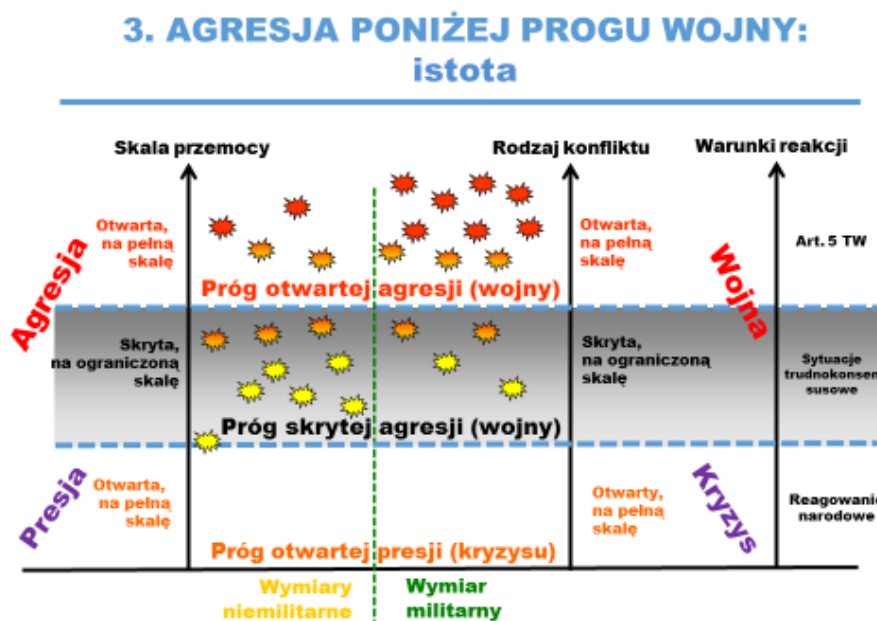 3. AGRESJA PONIŻEJ PROGU WOJNY:
istota
Skala przemocy
Rodzaj konfliktu
Warunki reakcji
Agresja
Otwarta,
na pełną
skalę
Otwarta,
na pełną
skalę
Wojna
Art. 5 TW
Próg otwartej agresji (wojny)
Skryta,
na ograniczoną
skalę
Skryta,
na ograniczoną
skalę
Sytuacje
trudnokonsen
susowe
Próg skrytej agresji (wojny)
Presja
Otwarta,
na pełną
skalę
Otwarty,
na pełną
skalę
Kryzys
Reagowanie
narodowe
Próg otwartej presji (kryzysu)
Wymiary
niemilitarne
Wymiar
militarny